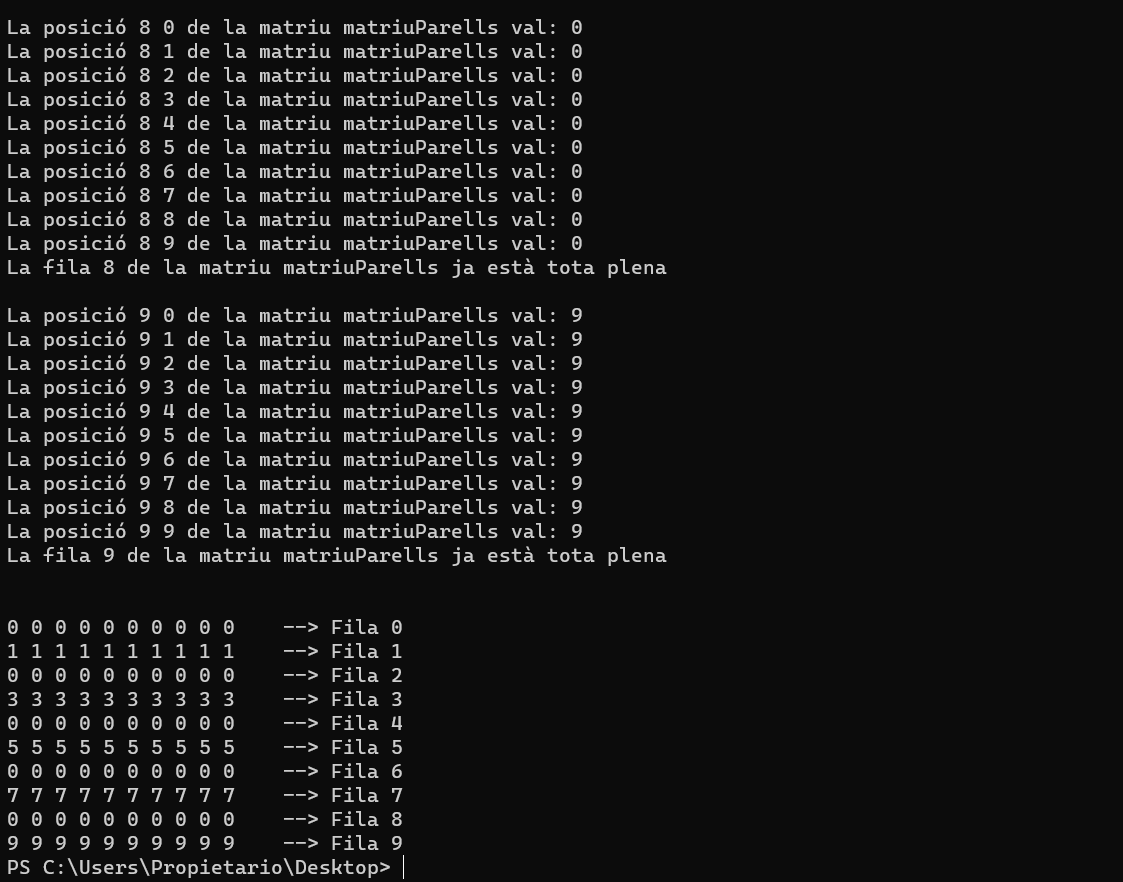 La posició 8 0 de la matriu matriuParells val: 0
La posició 8 1 de la matriu matriuParells val: 0
La posició 8 2 de la matriu matriuParells val: 0
La posició 8 3 de la matriu matriuParells val: 0
La posició 8 4 de la matriu matriuParells val: 0
La posició 8 5 de la matriu matriuParells val: 0
La posició 8 6 de la matriu matriuParells val: 0
La posició 8 7 de la matriu matriuParells val: 0
La posició 8 8 de la matriu matriuParells val: 0
La posició 8 9 de la matriu matriuParells val: 0
La fila 8 de la matriu matriuParells ja està tota plena

La posició 9 0 de la matriu matriuParells val: 9
La posició 9 1 de la matriu matriuParells val: 9
La posició 9 2 de la matriu matriuParells val: 9
La posició 9 3 de la matriu matriuParells val: 9
La posició 9 4 de la matriu matriuParells val: 9
La posició 9 5 de la matriu matriuParells val: 9
La posició 9 6 de la matriu matriuParells val: 9
La posició 9 7 de la matriu matriuParells val: 9
La posició 9 8 de la matriu matriuParells val: 9
La posició 9 9 de la matriu matriuParells val: 9
La fila 9 de la matriu matriuParells ja està tota plena

0 0 0 0 0 0 0 0 0 0    --> Fila 0
1 1 1 1 1 1 1 1 1 1    --> Fila 1
0 0 0 0 0 0 0 0 0 0    --> Fila 2
3 3 3 3 3 3 3 3 3 3    --> Fila 3
0 0 0 0 0 0 0 0 0 0    --> Fila 4
5 5 5 5 5 5 5 5 5 5    --> Fila 5
0 0 0 0 0 0 0 0 0 0    --> Fila 6
7 7 7 7 7 7 7 7 7 7    --> Fila 7
0 0 0 0 0 0 0 0 0 0    --> Fila 8
9 9 9 9 9 9 9 9 9 9    --> Fila 9
PS C:\Users\Propietario\Desktop>